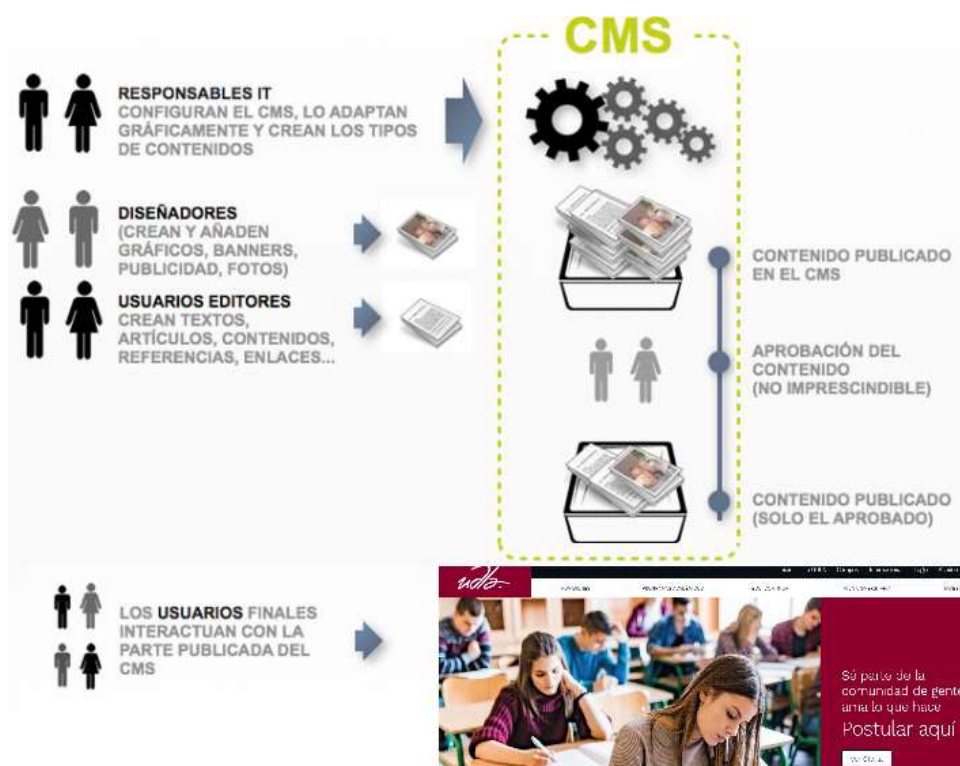 CMS
RESPONSABLES IT
CONFIGURAN EL CMS, LO ADAPTAN
GRÁFICAMENTE Y CREAN LOS TIPOS
DE CONTENIDOS
DISEÑADORES
(CREAN Y AÑADEN
GRÁFICOS, BANNERS,
PUBLICIDAD, FOTOS)
USUARIOS EDITORES
CREAN TEXTOS,
ARTÍCULOS, CONTENIDOS,
REFERENCIAS, ENLACES...
CONTENIDO PUBLICADO
EN EL CMS
APROBACIÓN DEL
CONTENIDO
(NO IMPRESCINDIBLE)
CONTENIDO PUBLICADO
(SOLO EL APROBADO)
LOS USUARIOS FINALES
INTERACTUAN CON LA
PARTE PUBLICADA DEL
CMS
udla-
Sé parte de la
comunidad de gente
ama lo que hace
Postular aquí